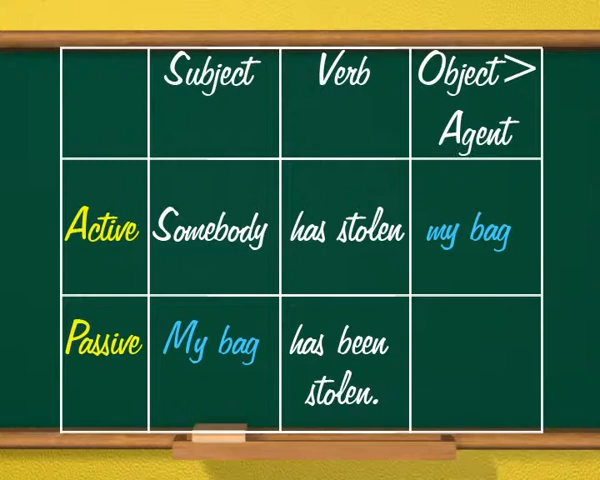 Subject Verb Object>
Agent
Active Somebody has stolen my bag
Passive My bag has been
stolen.